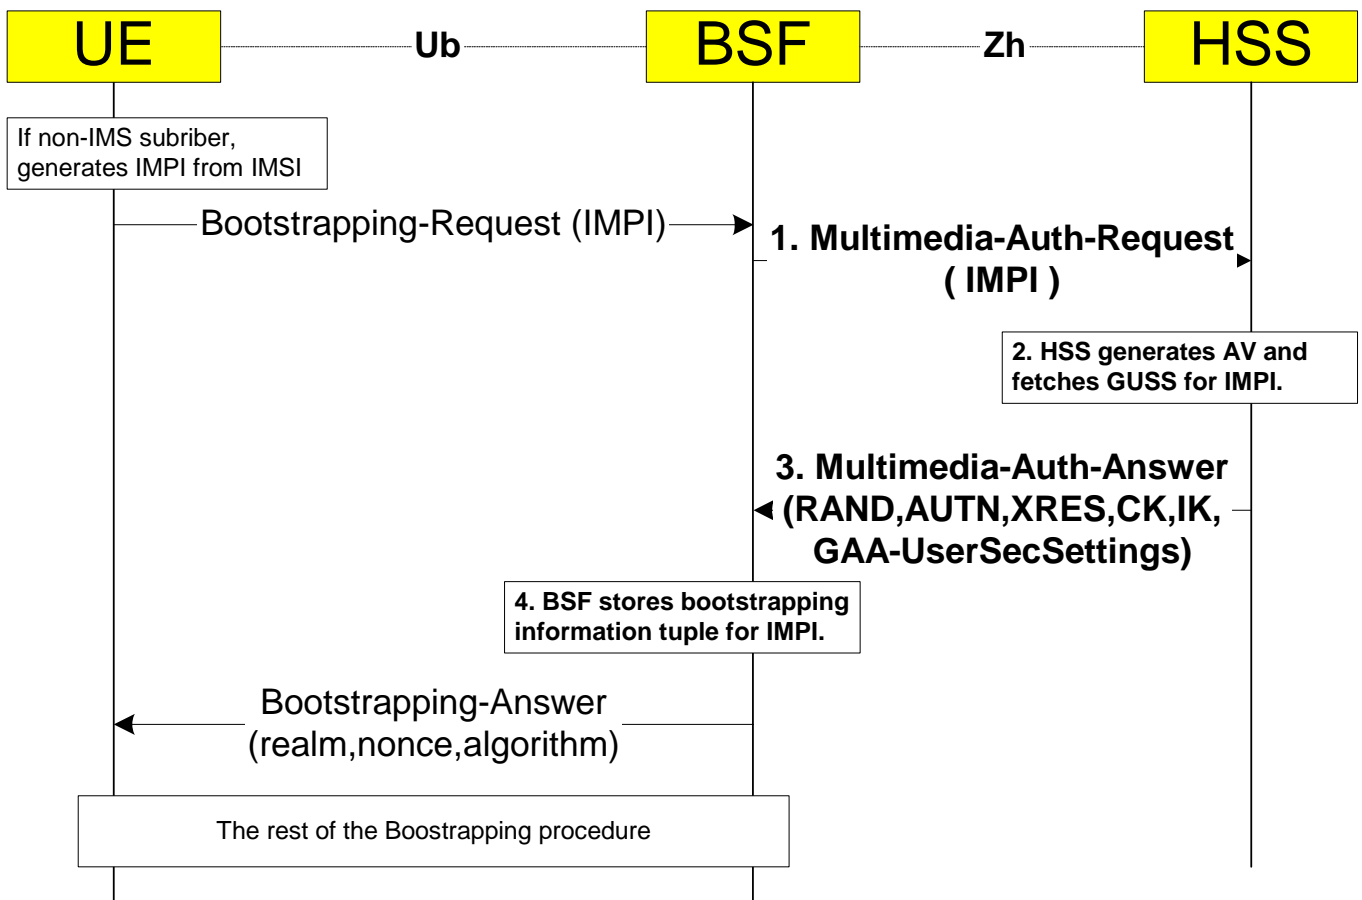 UE
Ub
BSF
Zh
HSS
If non-IMS subriber,
generates IMPI from IMSI
Bootstrapping-Request (IMPI)
1. Multimedia-Auth-Request
( IMPI )
2. HSS generates AV and
fetches GUSS for IMPI.
3. Multimedia-Auth-Answer
(RAND,AUTN,XRES,CK,IK,
GAA-UserSecSettings)
4. BSF stores bootstrapping
information tuple for IMPI.
Bootstrapping-Answer
(realm,nonce,algorithm)
The rest of the Boostrapping procedure